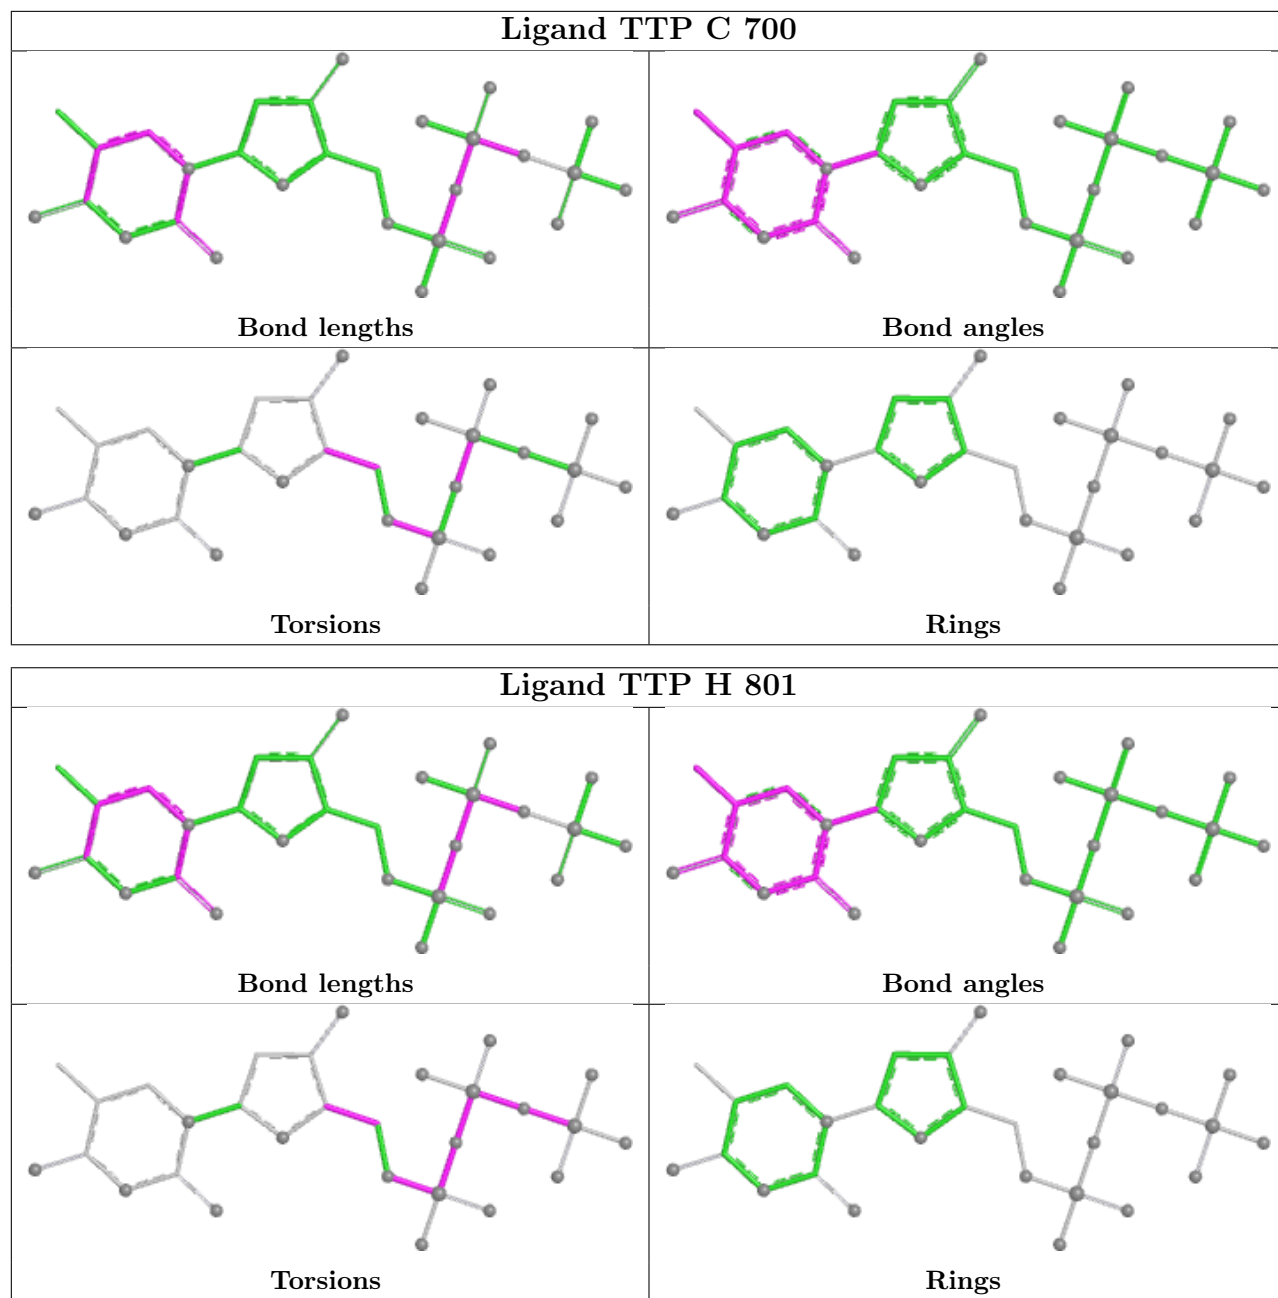 Ligand TTP C 700
Bond lengths
Bond angles
Torsions
Rings
Ligand TTP H 801
Bond lengths
Bond angles
Torsions
Rings